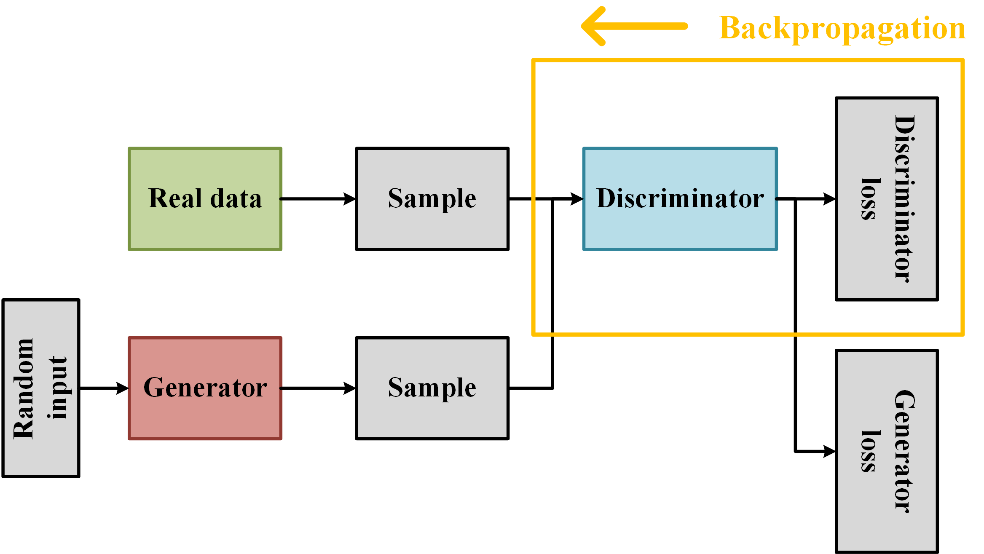 Backpropagation
Real data
Sample
Discriminator
Discriminator
loss
Random
input
Generator
Sample
Generator
loss